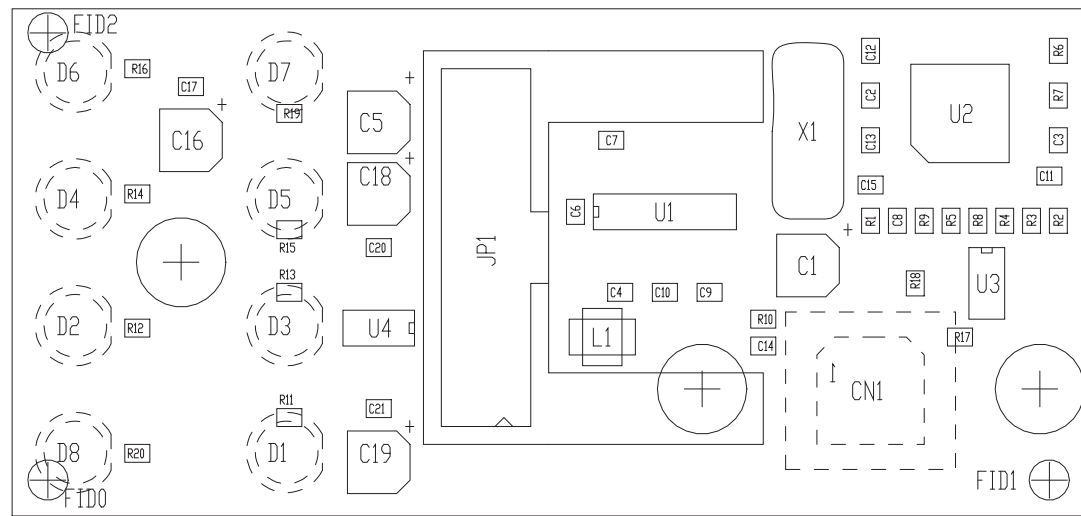 FID2
D6
R16
C17
D7
R19
C5
C16
C18
X1
C12
R6
C2
U2
R7
C13
C3
C7
C11
C15
D4
R14
D5
R15
C20
C6
U1
JP1
R1
C8
R9
R5
R8
R4
R3
R2
C1
R18
U3
R13
C4
C10
C9
D2
R12
D3
U4
L1
R10
C14
R17
1
CN1
R11
C21
D8
R20
D1
C19
FID0
FID1